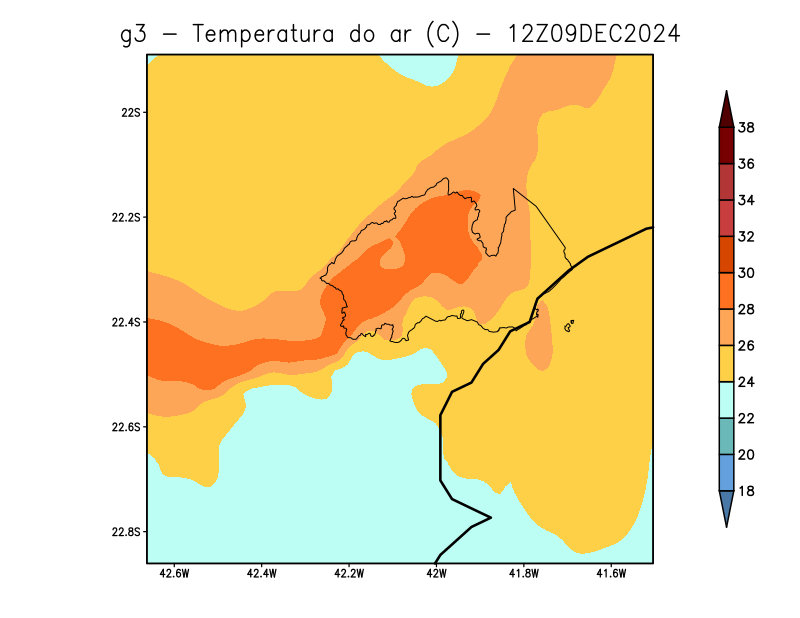 g3 – Temperatura do ar (C) – 12Z09DEC2024
22S
22.2S
22.4S
22.6S
22.8S
42.6W
42.4W
42.2W
42W
41.8W
41.6W
38
36
34
32
30
28
26
24
22
20
18